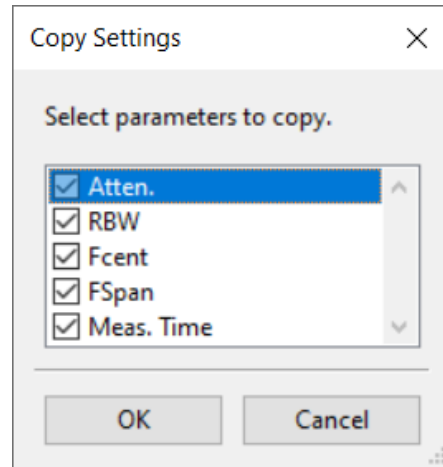 Copy Settings
Select parameters to copy.
Atten.
RBW
Fcent
FSpan
Meas. Time
OK Cancel